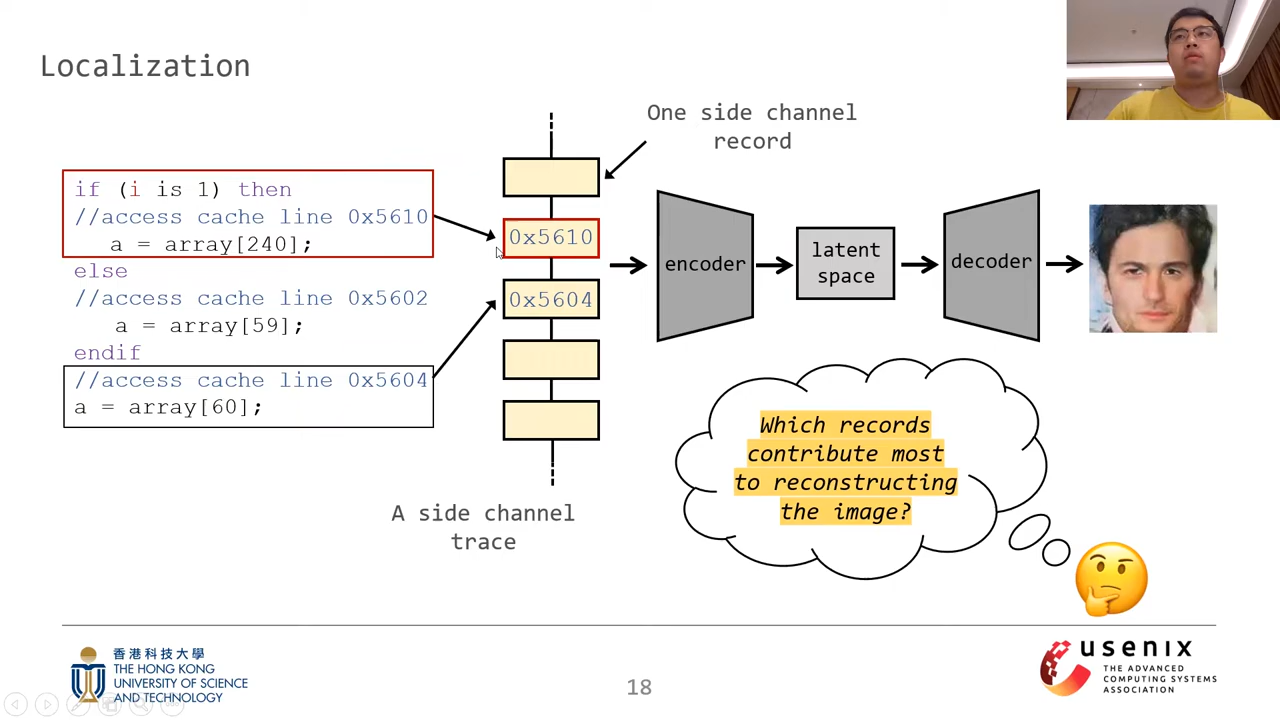 Localization
One side channel
record
if (i is 1) then
//access cache line 0x5610
a = array[240];
else
//access cache line 0x5602
a = array[59];
endif
//access cache line 0x5604
a = array[60];
0x5610
0x5604
A side channel
trace
encoder
latent
space
decoder
Which records
contribute most
to reconstructing
the image?
香港科技大學
THE HONG KONG
UNIVERSITY OF SCIENCE
AND TECHNOLOGY
18
usenix
THE ADVANCED
COMPUTING SYSTEMS
ASSOCIATION